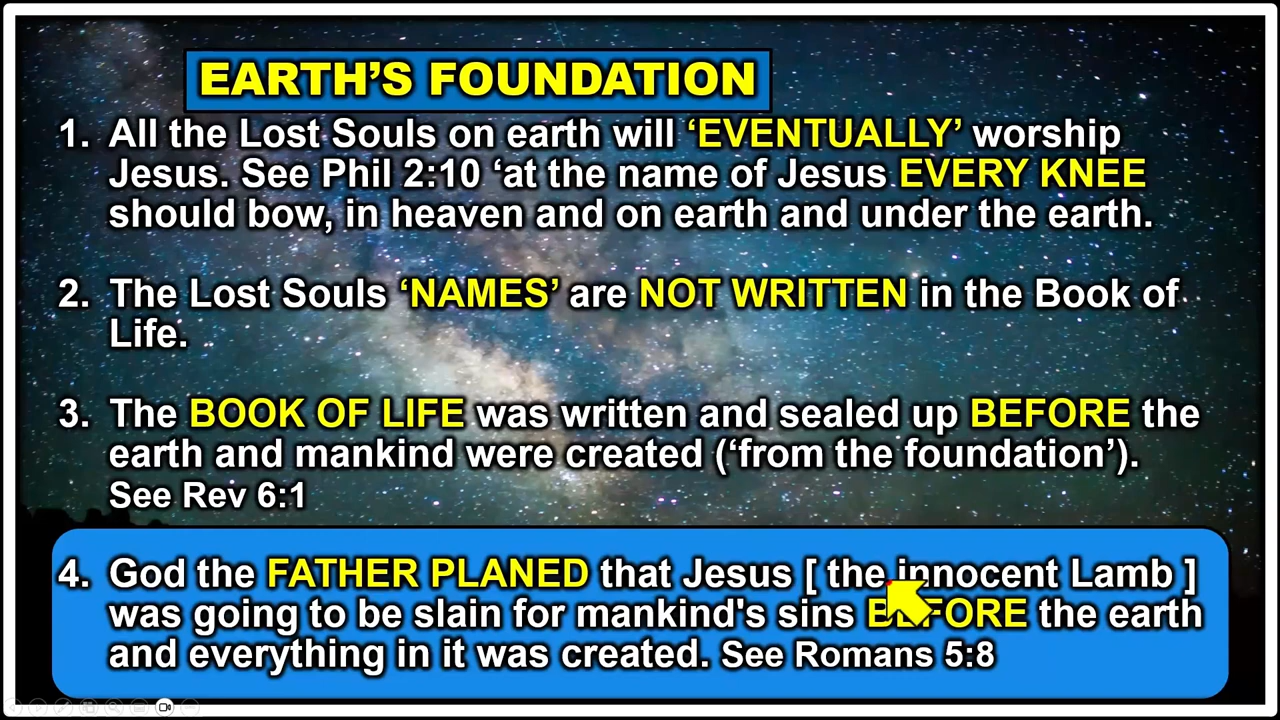 EARTH’S FOUNDATION
1. All the Lost Souls on earth will ‘EVENTUALLY’ worship
Jesus. See Phil 2:10 ‘at the name of Jesus EVERY KNEE
should bow, in heaven and on earth and under the earth.
2. The Lost Souls ‘NAMES’ are NOT WRITTEN in the Book of
Life.
3. The BOOK OF LIFE was written and sealed up BEFORE the
earth and mankind were created (‘from the foundation’).
See Rev 6:1
4. God the FATHER PLANED that Jesus [ the innocent Lamb ]
was going to be slain for mankind's sins BEFORE the earth
and everything in it was created. See Romans 5:8